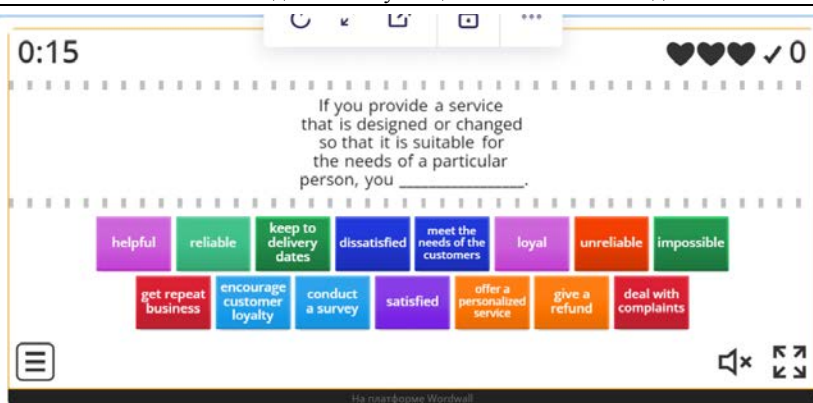 0:15
0
If you provide a service
that is designed or changed
so that it is suitable for
the needs of a particular
person, you _______________.
helpful
reliable
keep to
delivery
dates
dissatisfied
meet the
needs of the
customers
loyal
unreliable
impossible
get repeat
business
encourage
customer
loyalty
conduct
a survey
satisfied
offer a
personalized
service
give a
refund
deal with
complaints
На платформе Wordwall